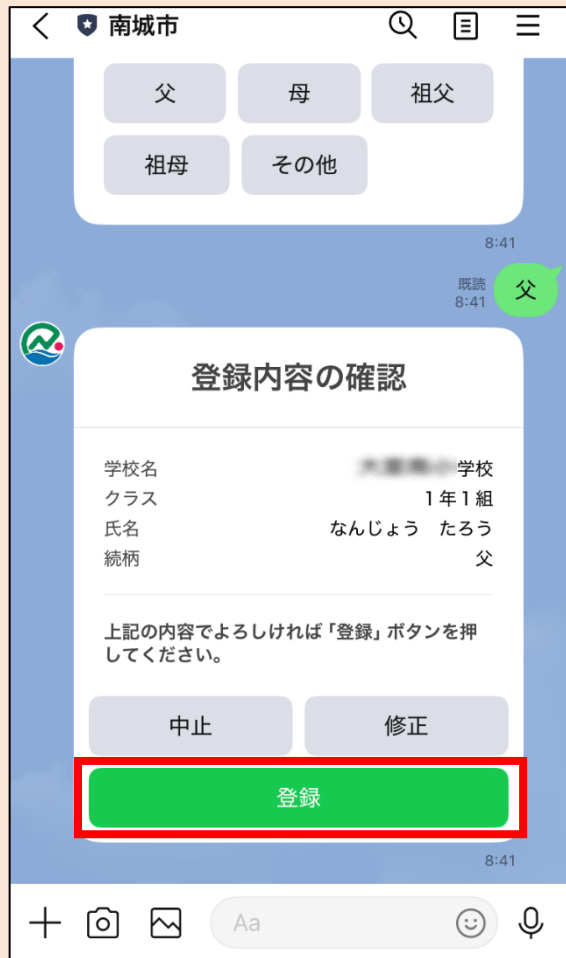 南城市
父 母 祖父
祖母 その他
8:41
既読
8:41 父
登録内容の確認
学校名 学校
クラス 1年1組
氏名 なんじょう たろう
続柄 父
上記の内容でよろしければ「登録」ボタンを押
してください。
中止 修正
登録
8:41
Aa